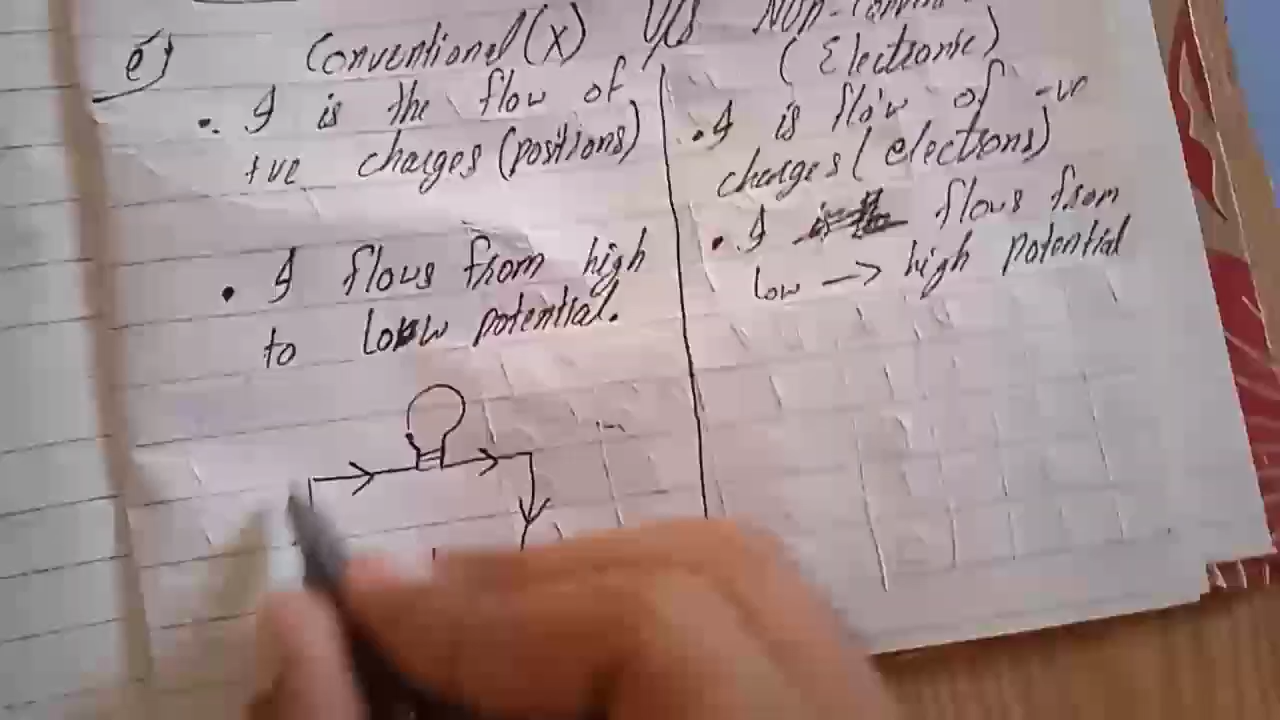 e) Conventional (X) V/S Non-
(Electronic)
• I is the flow of
+ve charges (positions)
• I flows from high
to low potential.
• I is flow of -ve
charges (electrons)
• I flows from
low → high potential